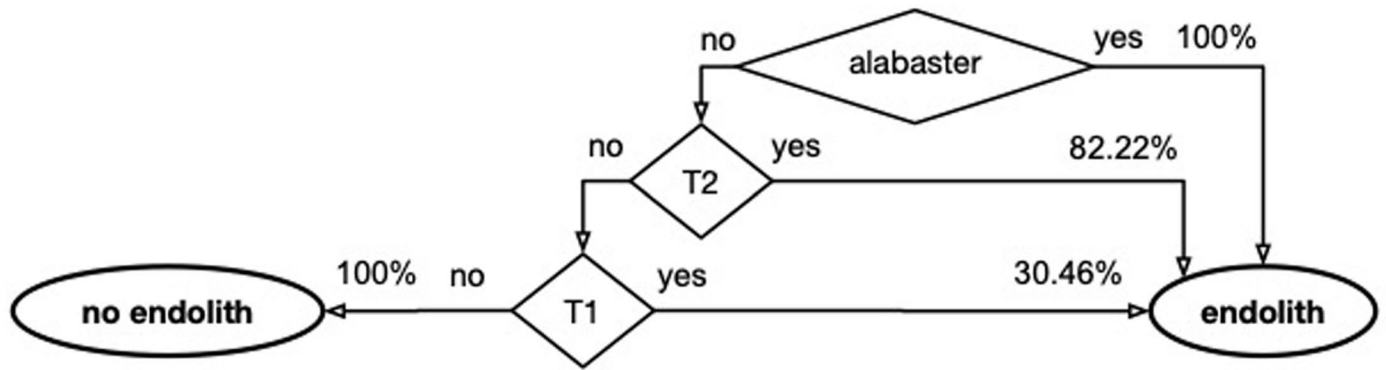 no
alabaster
yes
100%
no
T2
yes
82.22%
no endolith
100%
no
T1
yes
30.46%
endolith